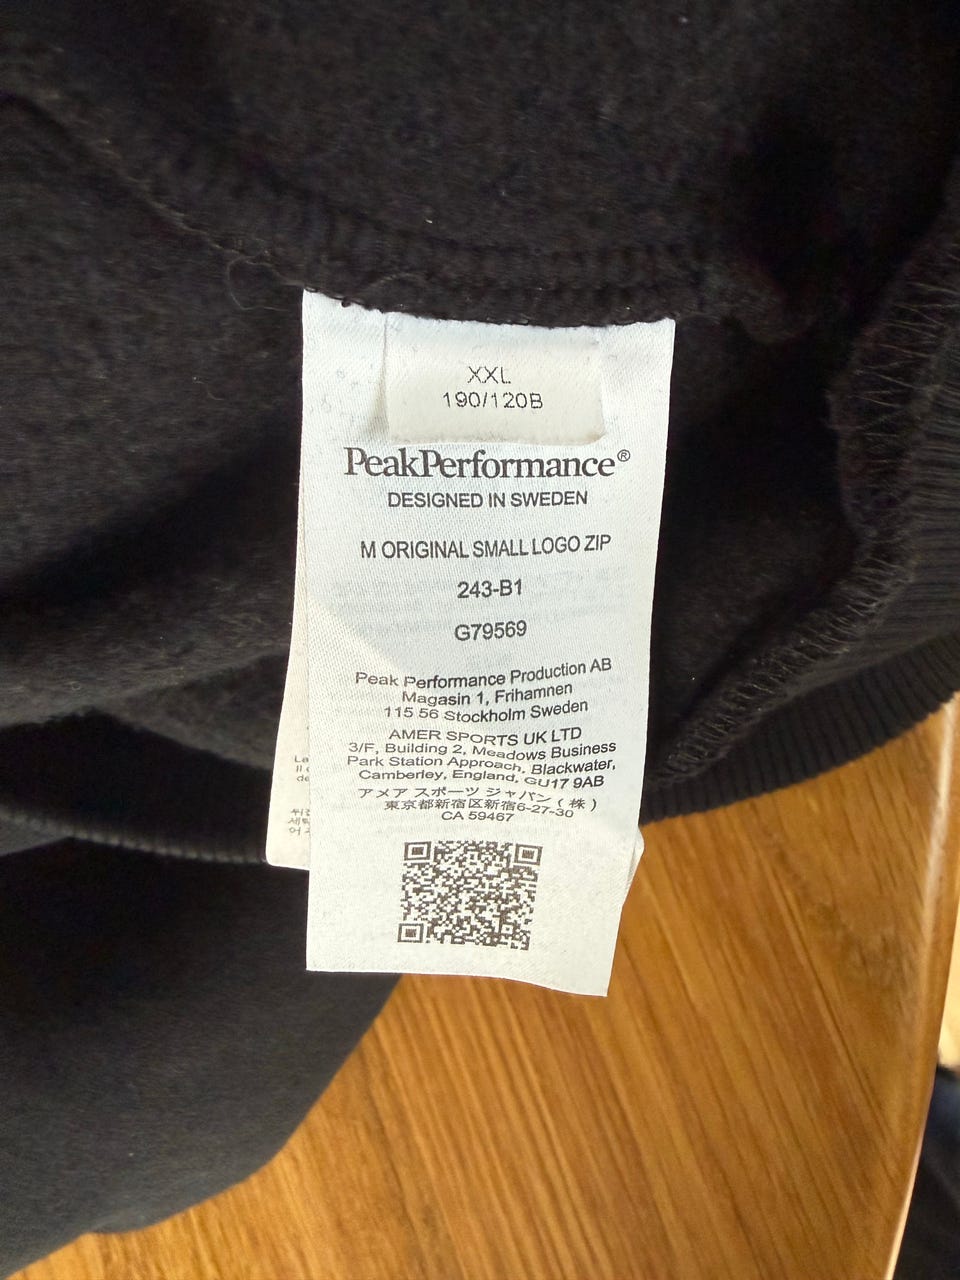 XXL
190/120B
PeakPerformance®
DESIGNED IN SWEDEN
M ORIGINAL SMALL LOGO ZIP
243-B1
G79569
Peak Performance Production AB
Magasin 1, Frihamnen
115 56 Stockholm Sweden
AMER SPORTS UK LTD
3/F, Building 2, Meadows Business
Park Station Approach, Blackwater,
Camberley, England, GU17 9AB
アメア スポーツ ジャパン ( 株 )
東京都新宿区新宿6-27-30
CA 59467